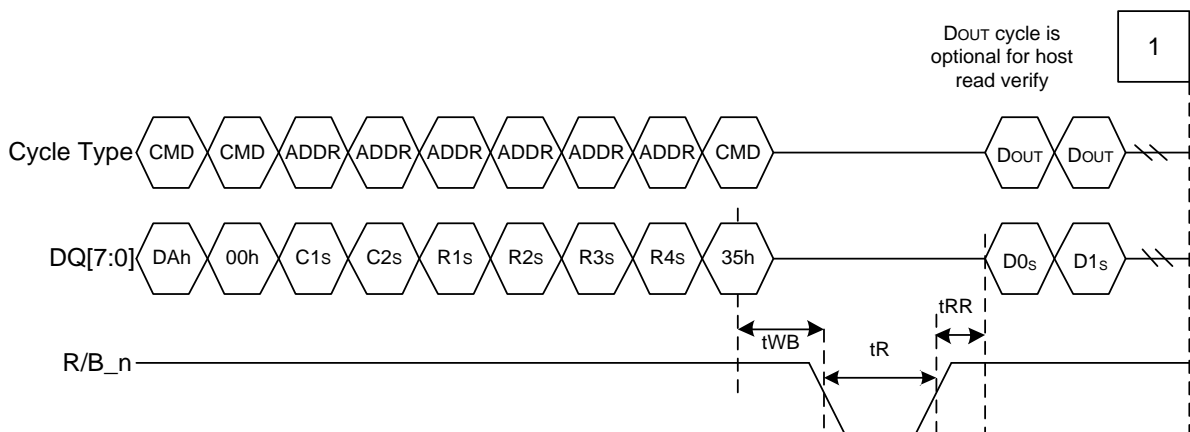 DOUT cycle is
optional for host
read verify
1
Cycle Type CMD CMD ADDR ADDR ADDR ADDR ADDR ADDR CMD DOUT DOUT
DQ[7:0] DAh 00h C1s C2s R1s R2s R3s R4s 35h D0s D1s
tWB tR tRR
R/B_n